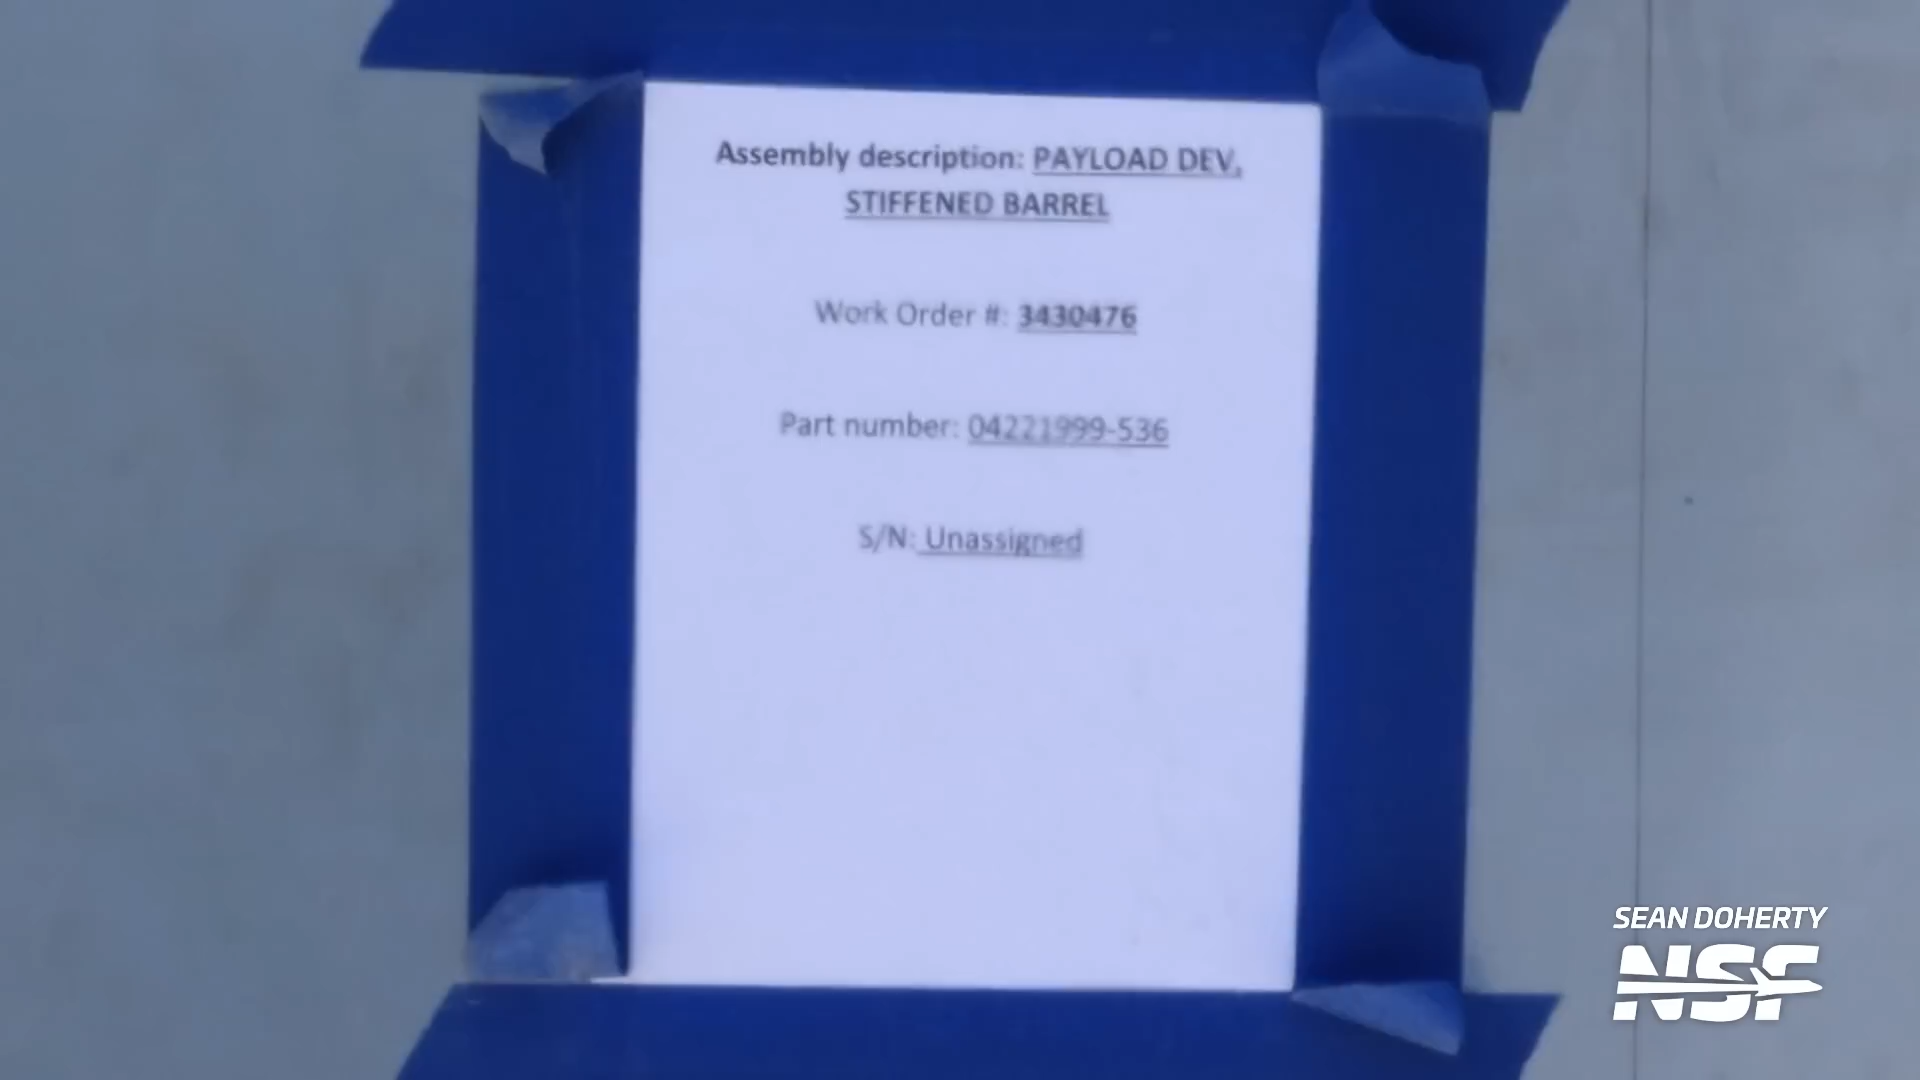 Assembly description: PAYLOAD DEV,
STIFFENED BARREL
Work Order #: 3430476
Part number: 04221999-536
S/N: Unassigned
SEAN DOHERTY
NSF